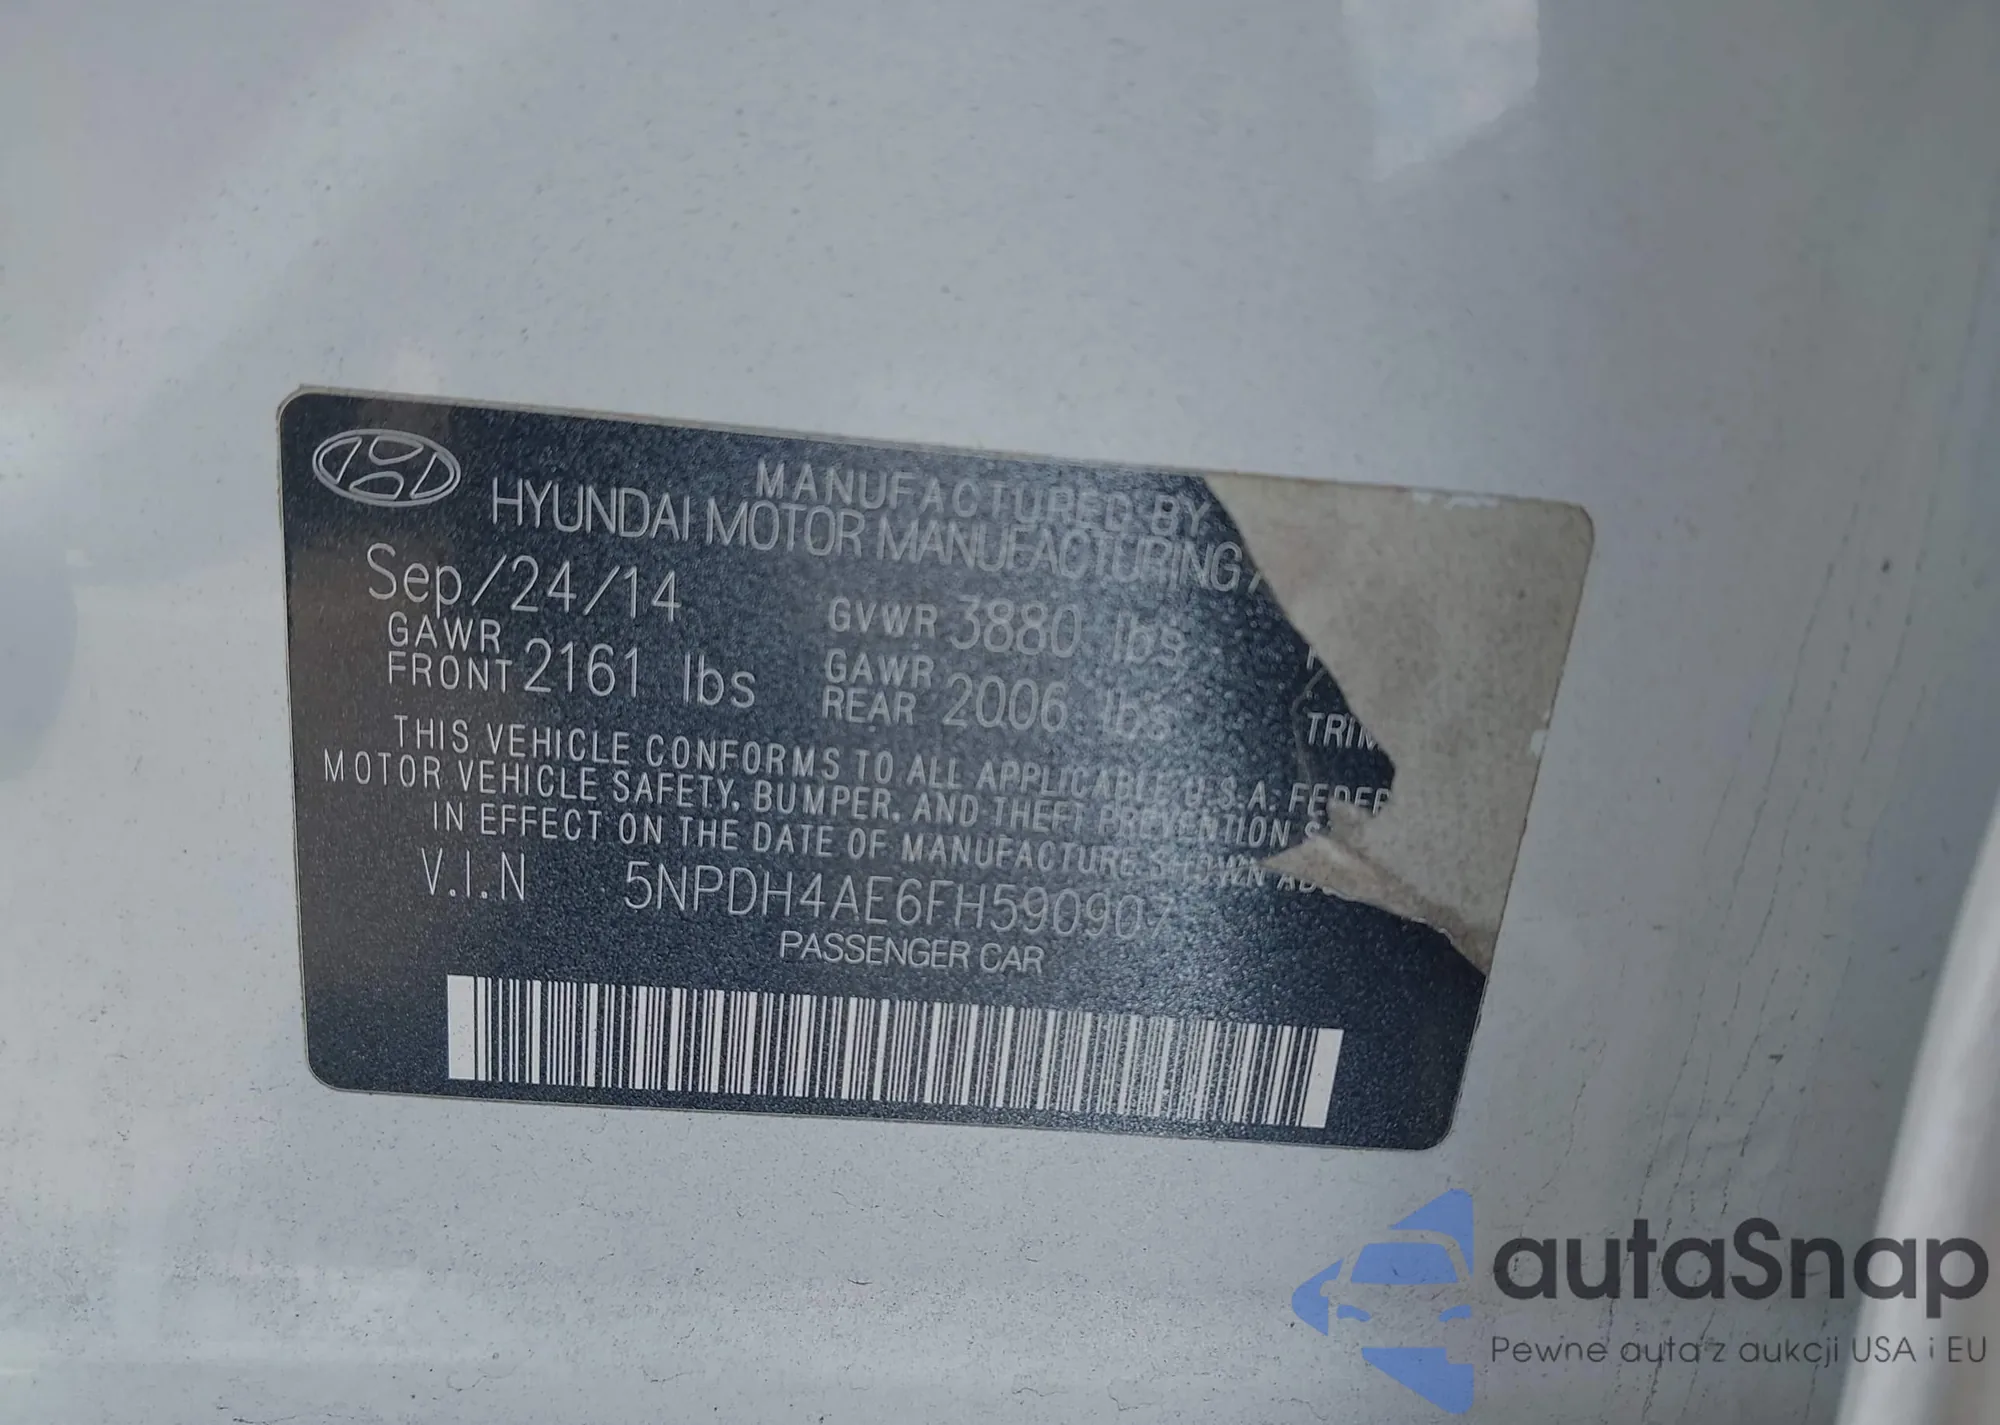 MANUFACTURED BY
HYUNDAI MOTOR MANUFACTURING
Sep/24/14
GVWR 3880 lbs
GAWR FRONT 2161 lbs
GAWR REAR 2006 lbs
THIS VEHICLE CONFORMS TO ALL APPLICABLE U.S.A. FEDER
MOTOR VEHICLE SAFETY, BUMPER, AND THEFT PREVENTION
IN EFFECT ON THE DATE OF MANUFACTURE SHOWN
V.I.N 5NPDH4AE6FH590907
PASSENGER CAR
TRIM
autaSnap
Pewne auta z aukcji USA i EU